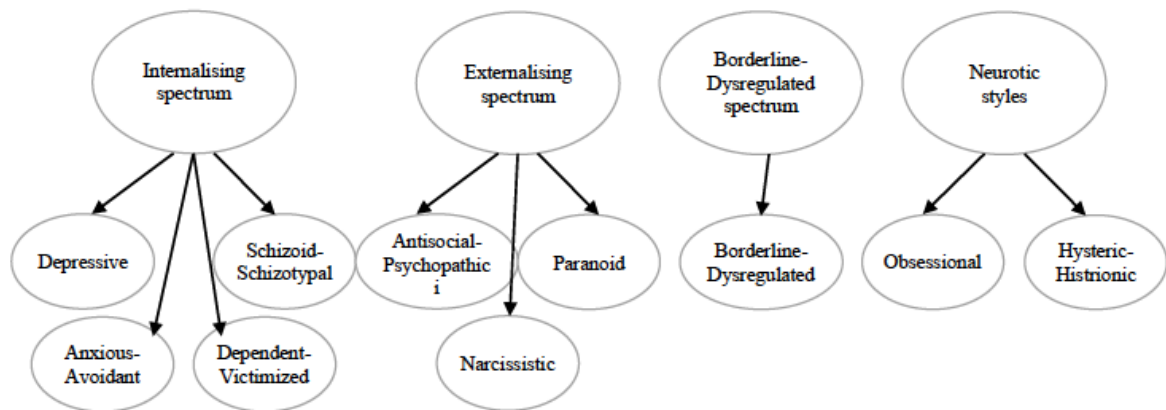 Internalising
spectrum
Externalising
spectrum
Borderline-
Dysregulated
spectrum
Neurotic
styles
Depressive
Schizoid-
Schizotypal
Antisocial-
Psychopathic
i
Paranoid
Borderline-
Dysregulated
Obsessional
Hysteric-
Histrionic
Anxious-
Avoidant
Dependent-
Victimized
Narcissistic